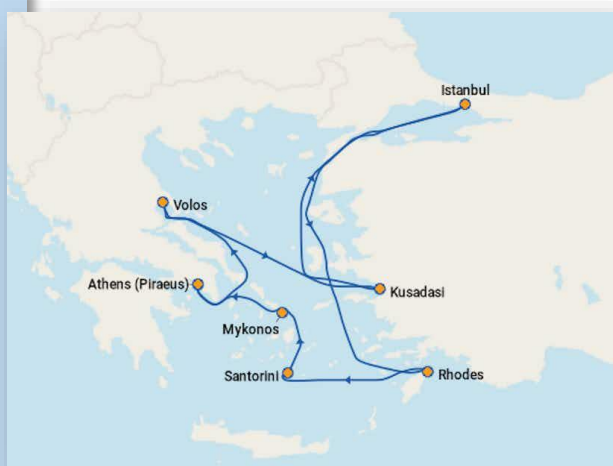 Istanbul
Volos
Athens (Piraeus)
Kusadasi
Mykonos
Santorini
Rhodes